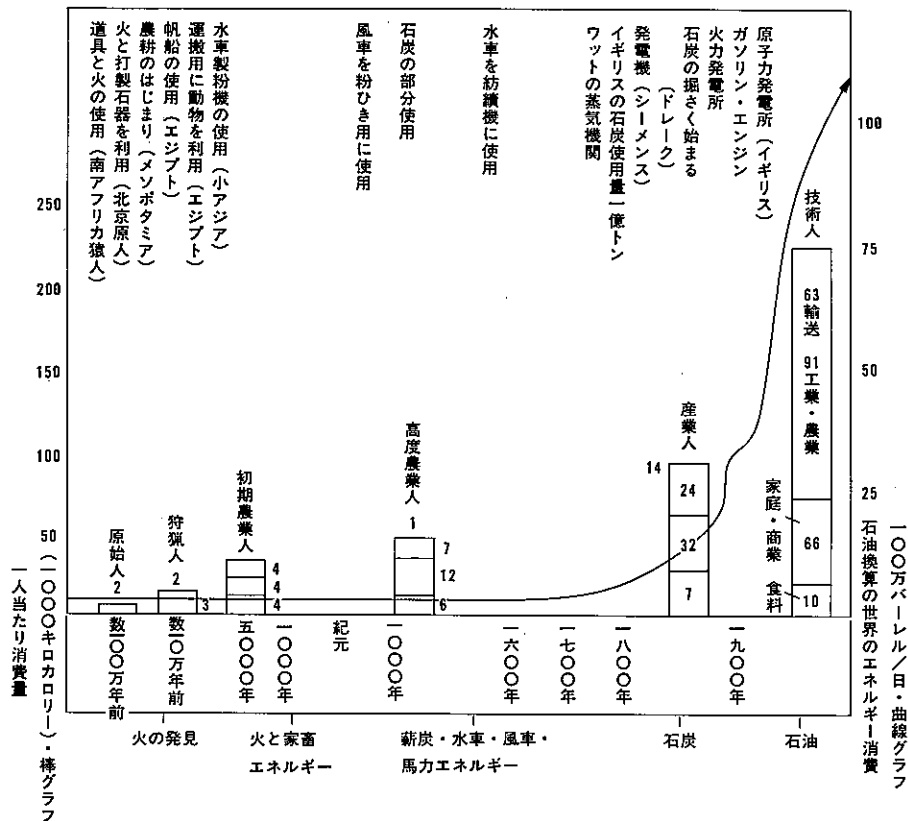 原子力発電所（イギリス）
ガソリン・エンジン
火力発電所
石炭の掘さく始まる
（ドレーク）
発電機（シーメンス）
イギリスの石炭使用量一億トン
ワットの蒸気機関
水車を紡績機に使用
石炭の部分使用
風車を粉ひき用に使用
水車製粉機の使用（小アジア）
運搬用に動物を利用（エジプト）
帆船の使用（エジプト）
農耕のはじまり（メソポタミア）
火と打製石器を利用（北京原人）
道具と火の使用（南アフリカ猿人）
250
200
150
100
50
（一〇〇〇キロカロリー）・棒グラフ
一人当たり消費量
100
75
50
25
一〇〇万バーレル／日・曲線グラフ
石油換算の世界のエネルギー消費
原始人
2
狩猟人
2
3
初期農業人
4
4
4
高度農業人
1
7
12
6
産業人
14
24
32
7
技術人
63
輸送
91
工業・農業
家庭・商業
66
食料
10
数一〇〇万年前
数一〇万年前
五〇〇〇年
一〇〇〇年
紀元
一〇〇〇年
一六〇〇年
一七〇〇年
一八〇〇年
一九〇〇年
火の発見
火と家畜
エネルギー
薪炭・水車・風車・
馬力エネルギー
石炭
石油